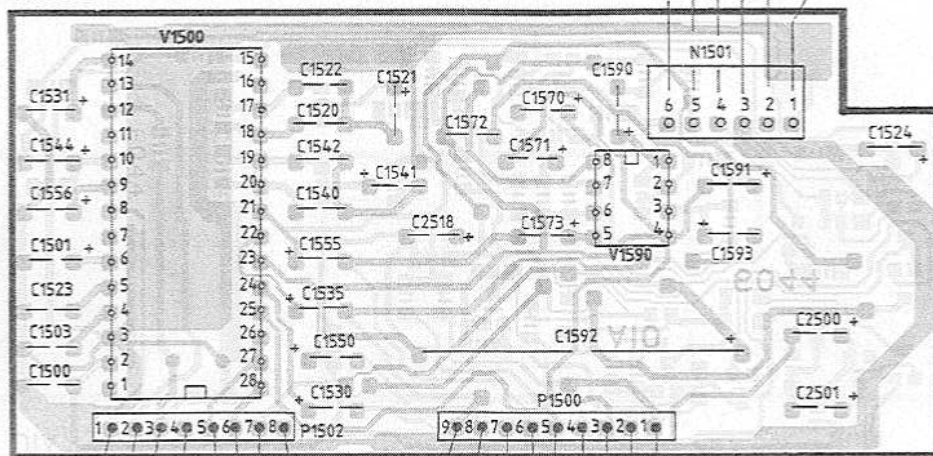 V1500
N1501
14 15
C1522
C1521 +
C1590
13 16
C1531 +
C1570 +
6 5 4 3 2 1
12 17
C1520
11 18
C1572
+
C1524 +
C1544 +
10 19
C1542
C1571 +
8 1
9 20
+ C1541
7 2
C1591 +
C1556 +
8 21
C1540
6 3
7 22
C2518 +
C1573 +
5 4
+
C1501 +
6 23
+ C1555
V1590
C1593
5 24
6044
C1523
4 25
+ C1535
C1503
3 26
C1592 +
AIO
C2500 +
2 27
+ C1550
C1500
1 28
+ C1530
P1500
C2501 +
1 2 3 4 5 6 7 8
P1502
9 8 7 6 5 4 3 2 1